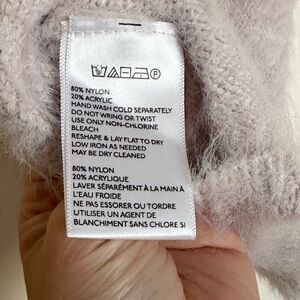 P
80% NYLON
20% ACRYLIC
HAND WASH COLD SEPARATELY
DO NOT WRING OR TWIST
USE ONLY NON-CHLORINE
BLEACH
RESHAPE & LAY FLAT TO DRY
LOW IRON AS NEEDED
MAY BE DRY CLEANED
80% NYLON
20% ACRYLIQUE
LAVER SÉPARÉMENT À LA MAIN À
L'EAU FROIDE
NE PAS ESSORER OU TORDRE
UTILISER UN AGENT DE
BLANCHIMENT SANS CHLORE SI